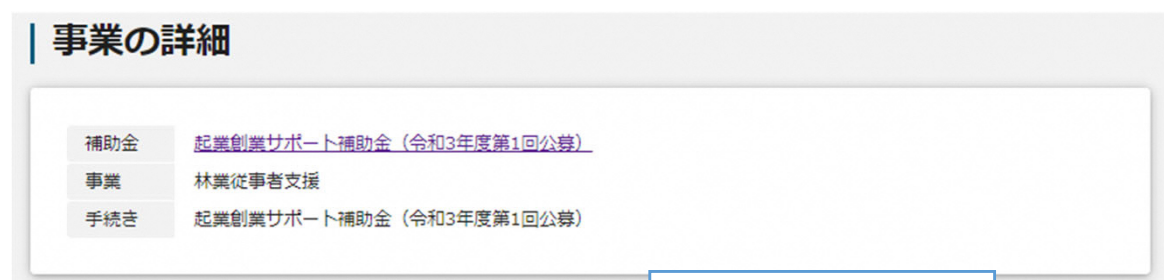 事業の詳細
補助金 起業創業サポート補助金（令和3年度第1回公募）
事業 林業従事者支援
手続き 起業創業サポート補助金（令和3年度第1回公募）